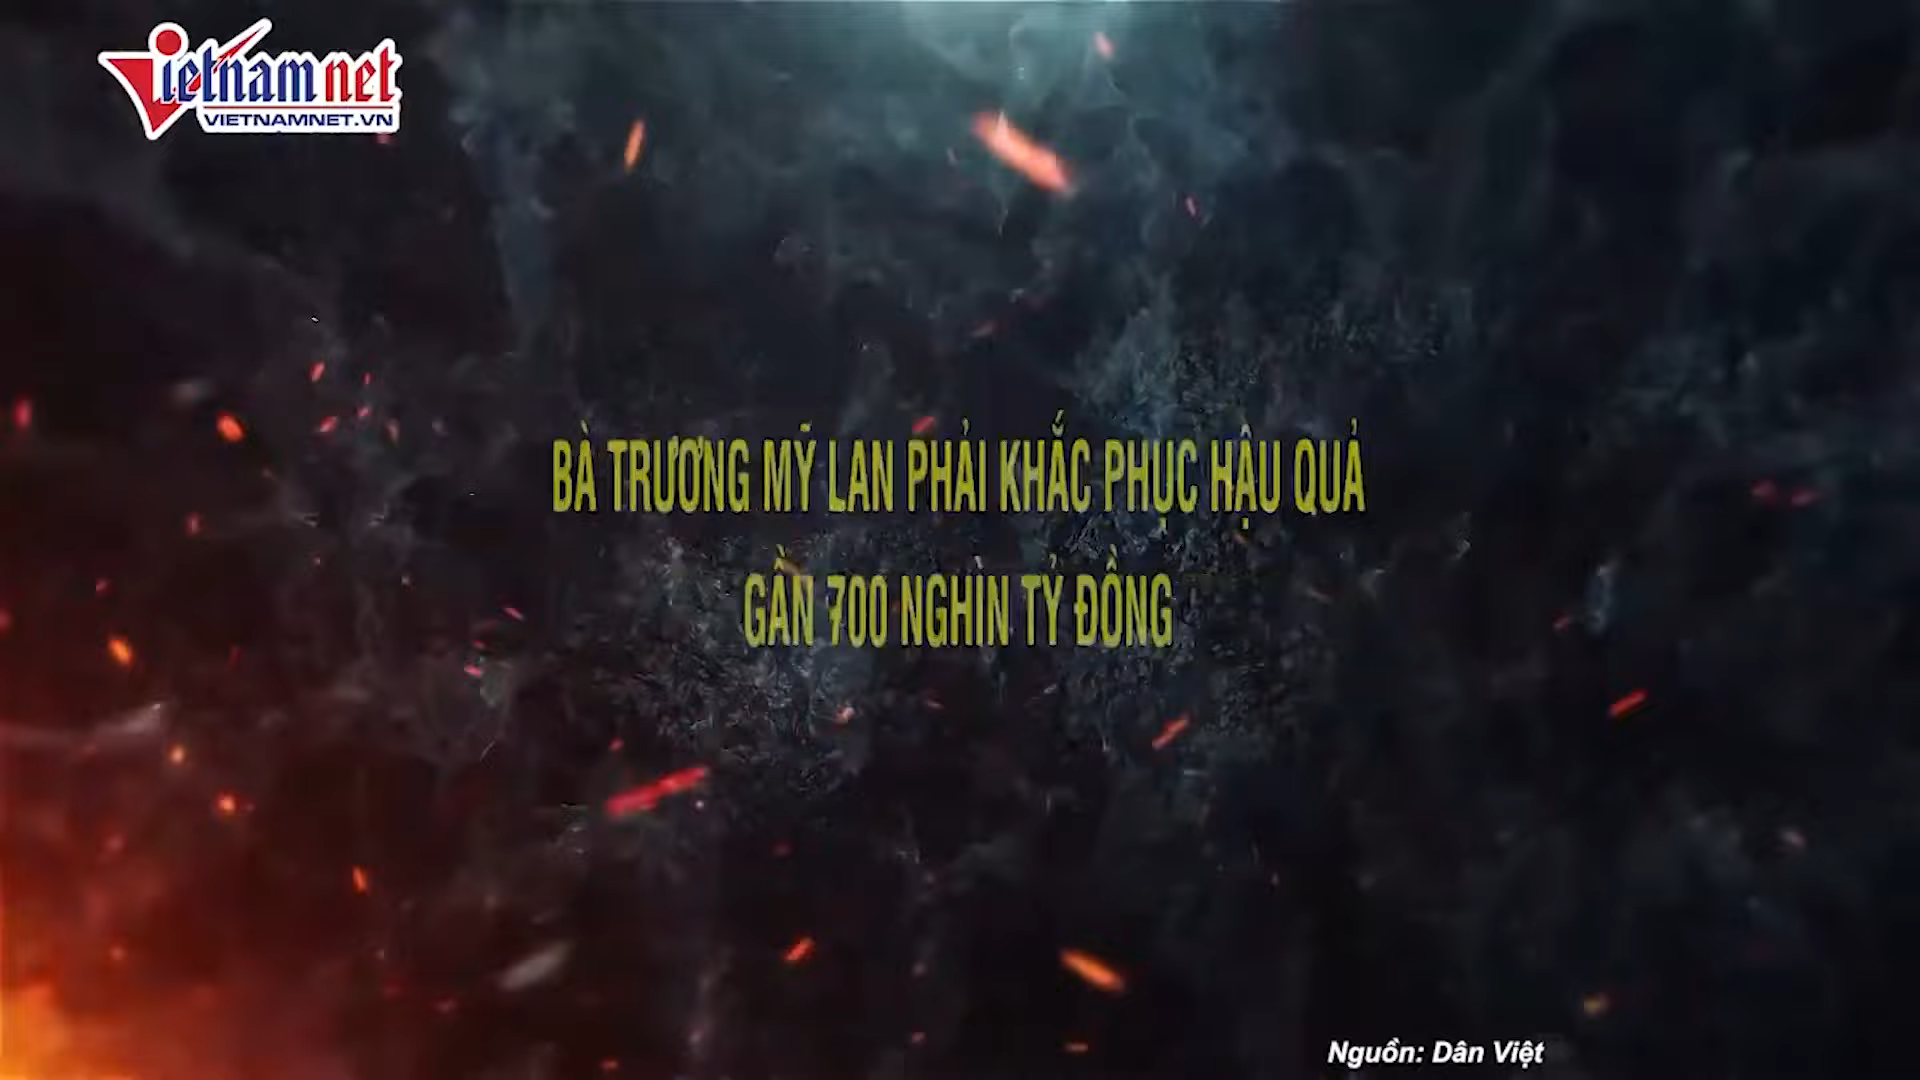 Vietnamnet
VIETNAMNET.VN
BÀ TRƯƠNG MỸ LAN PHẢI KHẮC PHỤC HẬU QUẢ
GẦN 700 NGHÌN TỶ ĐỒNG
Nguồn: Dân Việt